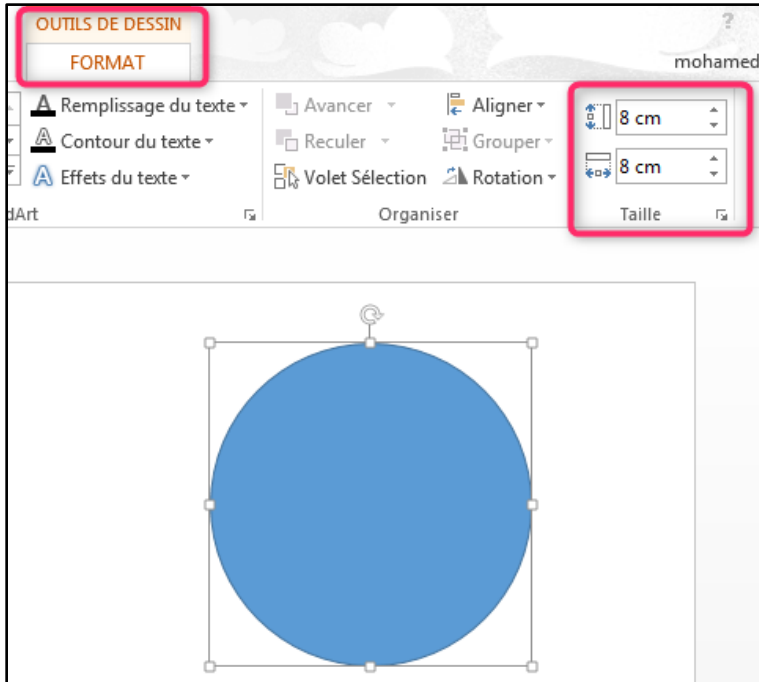 OUTILS DE DESSIN
?
FORMAT
mohamed
A Remplissage du texte
Avancer
Aligner
8 cm
A Contour du texte
Reculer
Grouper
A Effets du texte
Volet Sélection
Rotation
8 cm
dArt
Organiser
Taille